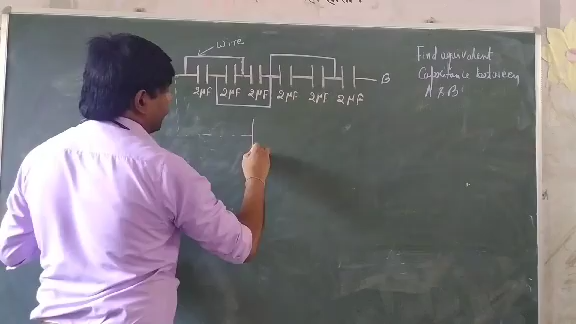 wire
B
2μF 2μF 2μF 2μF 2μF 2μF
Find equivalent
Capacitance between
A & B